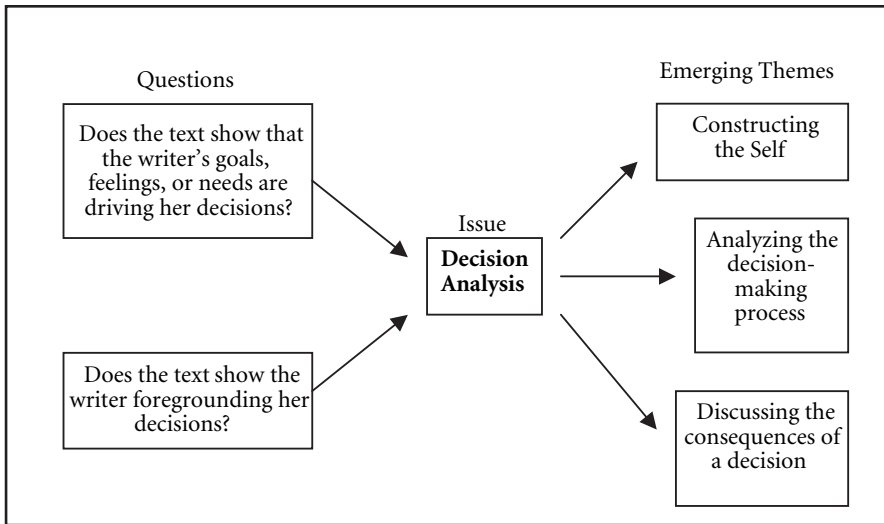 Questions
Does the text show that
the writer’s goals,
feelings, or needs are
driving her decisions?
Does the text show the
writer foregrounding her
decisions?
Issue
Decision
Analysis
Emerging Themes
Constructing
the Self
Analyzing the
decision-
making
process
Discussing the
consequences of
a decision